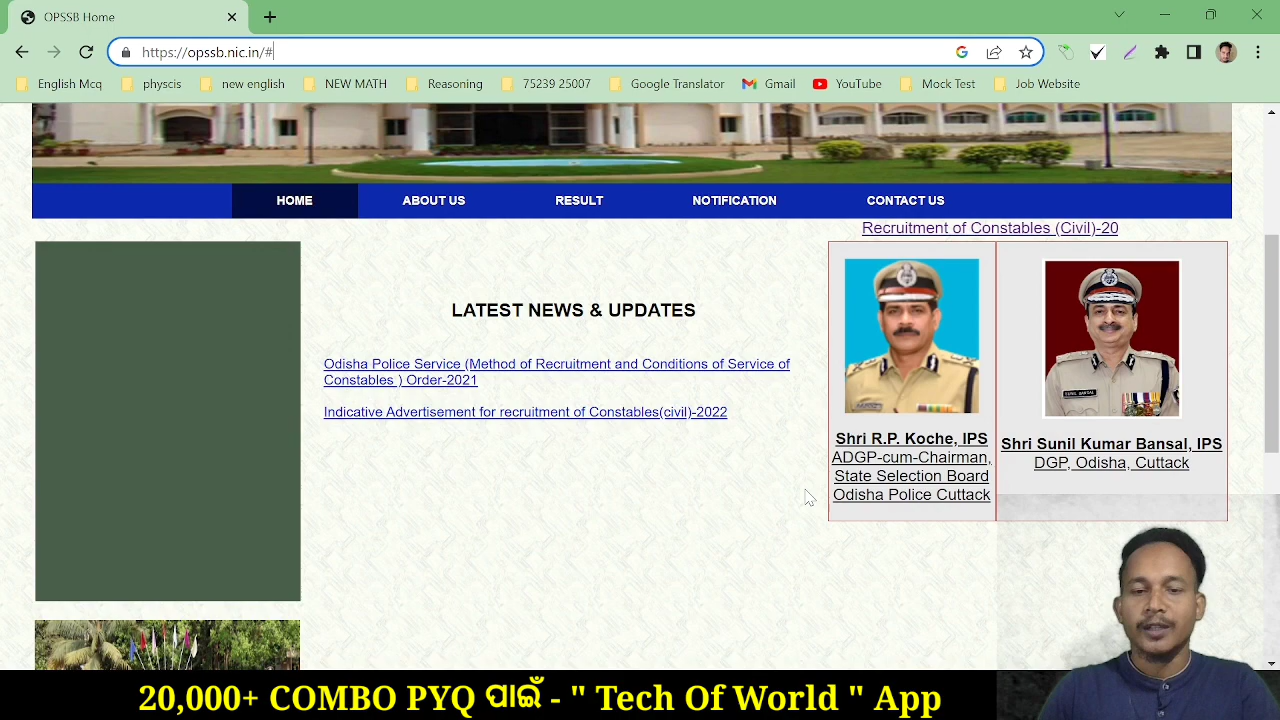 OPSSB Home
https://opssb.nic.in/#
English Mcq
physcis
new english
NEW MATH
Reasoning
75239 25007
Google Translator
Gmail
YouTube
Mock Test
Job Website
HOME
ABOUT US
RESULT
NOTIFICATION
CONTACT US
Recruitment of Constables (Civil)-20
LATEST NEWS & UPDATES
Odisha Police Service (Method of Recruitment and Conditions of Service of
Constables ) Order-2021
Indicative Advertisement for recruitment of Constables(civil)-2022
Shri R.P. Koche, IPS
ADGP-cum-Chairman,
State Selection Board
Odisha Police Cuttack
Shri Sunil Kumar Bansal, IPS
DGP, Odisha, Cuttack
20,000+ COMBO PYQ ପାଇଁ - " Tech Of World " App